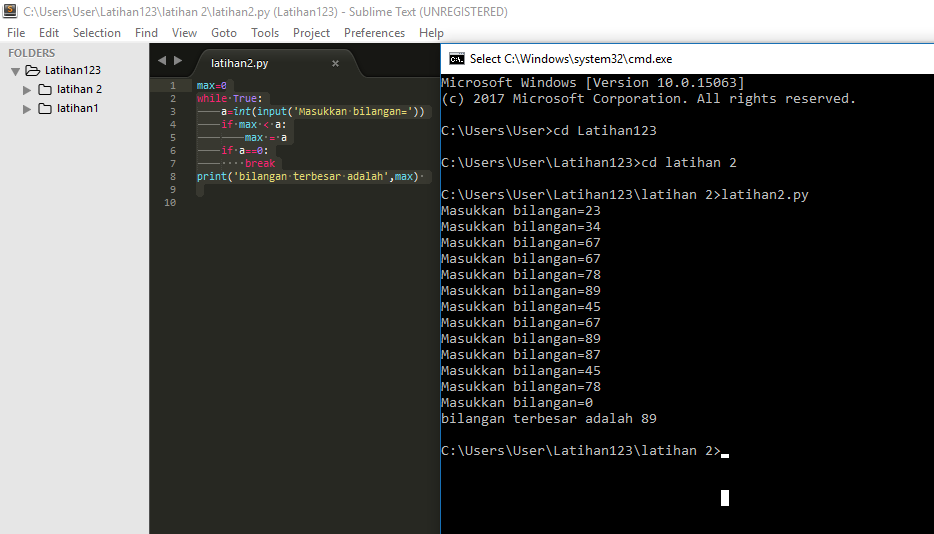 C:\Users\User\Latihan123\latihan 2\latihan2.py (Latihan123) - Sublime Text (UNREGISTERED)
File Edit Selection Find View Goto Tools Project Preferences Help
FOLDERS
Latihan123
latihan 2
latihan1
latihan2.py ×
1 max=0
2 while True:
3 a=int(input('Masukkan bilangan='))
4 if max < a:
5 max = a
6 if a==0:
7 break
8 print('bilangan terbesar adalah',max)
9
10
Select C:\Windows\system32\cmd.exe
Microsoft Windows [Version 10.0.15063]
(c) 2017 Microsoft Corporation. All rights reserved.
C:\Users\User>cd Latihan123
C:\Users\User\Latihan123>cd latihan 2
C:\Users\User\Latihan123\latihan 2>latihan2.py
Masukkan bilangan=23
Masukkan bilangan=34
Masukkan bilangan=67
Masukkan bilangan=67
Masukkan bilangan=78
Masukkan bilangan=89
Masukkan bilangan=45
Masukkan bilangan=67
Masukkan bilangan=89
Masukkan bilangan=87
Masukkan bilangan=45
Masukkan bilangan=78
Masukkan bilangan=0
bilangan terbesar adalah 89
C:\Users\User\Latihan123\latihan 2>